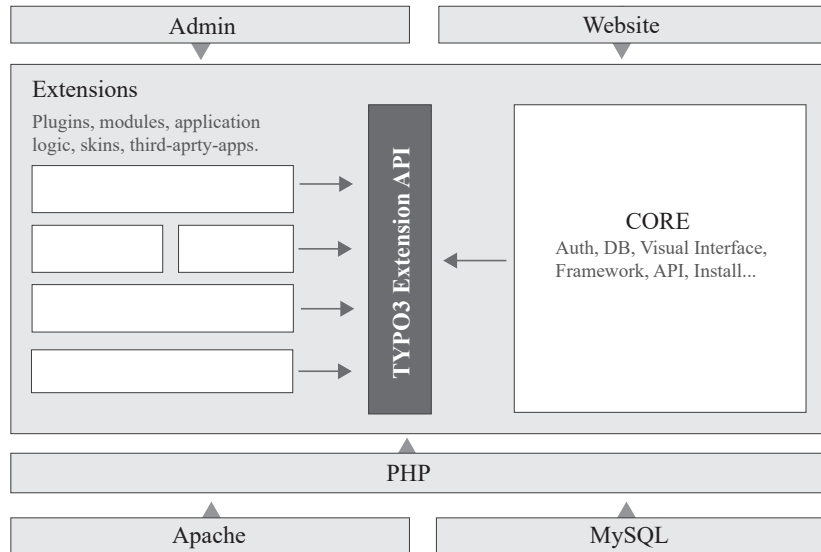 Admin
Website
Extensions
Plugins, modules, application
logic, skins, third-aprty-apps.
TYPO3 Extension API
CORE
Auth, DB, Visual Interface,
Framework, API, Install...
PHP
Apache
MySQL